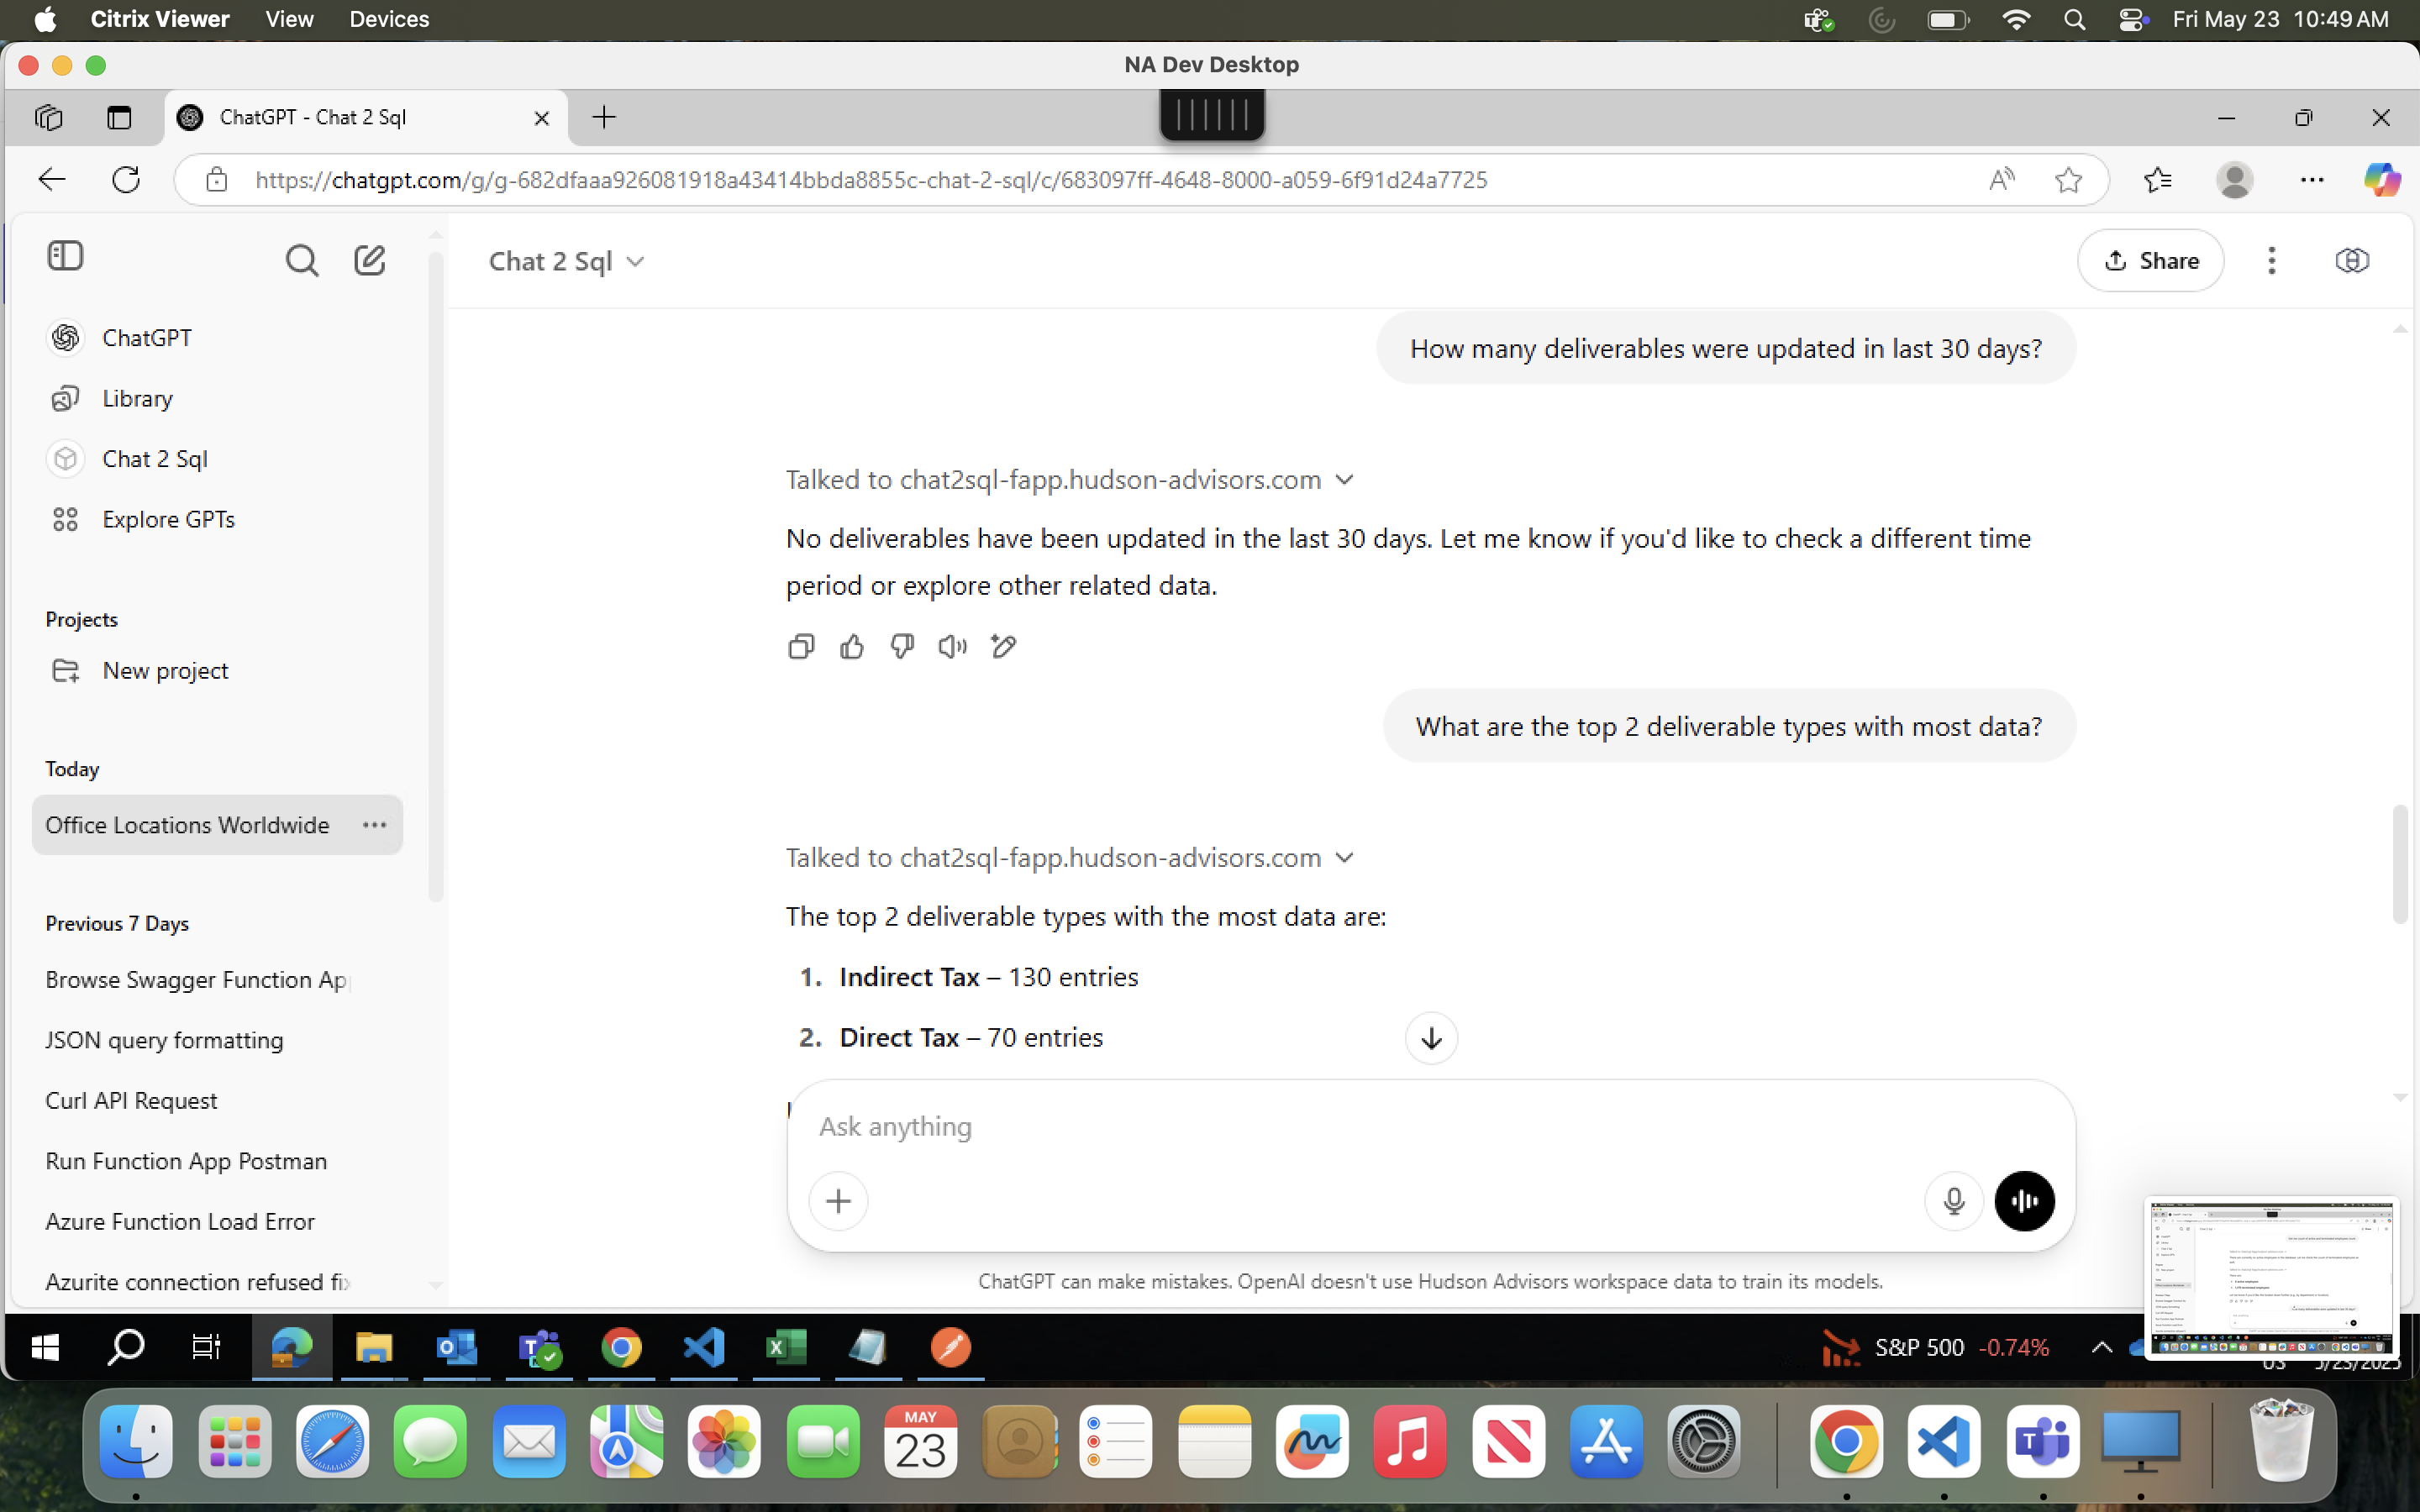 Citrix Viewer View Devices Fri May 23 10:49 AM
NA Dev Desktop
ChatGPT - Chat 2 Sql
https://chatgpt.com/g/g-682dfaaa926081918a43414bbda8855c-chat-2-sql/c/683097ff-4648-8000-a059-6f91d24a7725
Chat 2 Sql
Share
ChatGPT
Library
Chat 2 Sql
Explore GPTs
Projects
New project
Today
Office Locations Worldwide
Previous 7 Days
Browse Swagger Function Ap
JSON query formatting
Curl API Request
Run Function App Postman
Azure Function Load Error
Azurite connection refused fix
How many deliverables were updated in last 30 days?
Talked to chat2sql-fapp.hudson-advisors.com
No deliverables have been updated in the last 30 days. Let me know if you'd like to check a different time
period or explore other related data.
What are the top 2 deliverable types with most data?
Talked to chat2sql-fapp.hudson-advisors.com
The top 2 deliverable types with the most data are:
1. Indirect Tax – 130 entries
2. Direct Tax – 70 entries
Ask anything
ChatGPT can make mistakes. OpenAI doesn't use Hudson Advisors workspace data to train its models.
S&P 500 -0.74%
US 5/23/2025
MAY
23